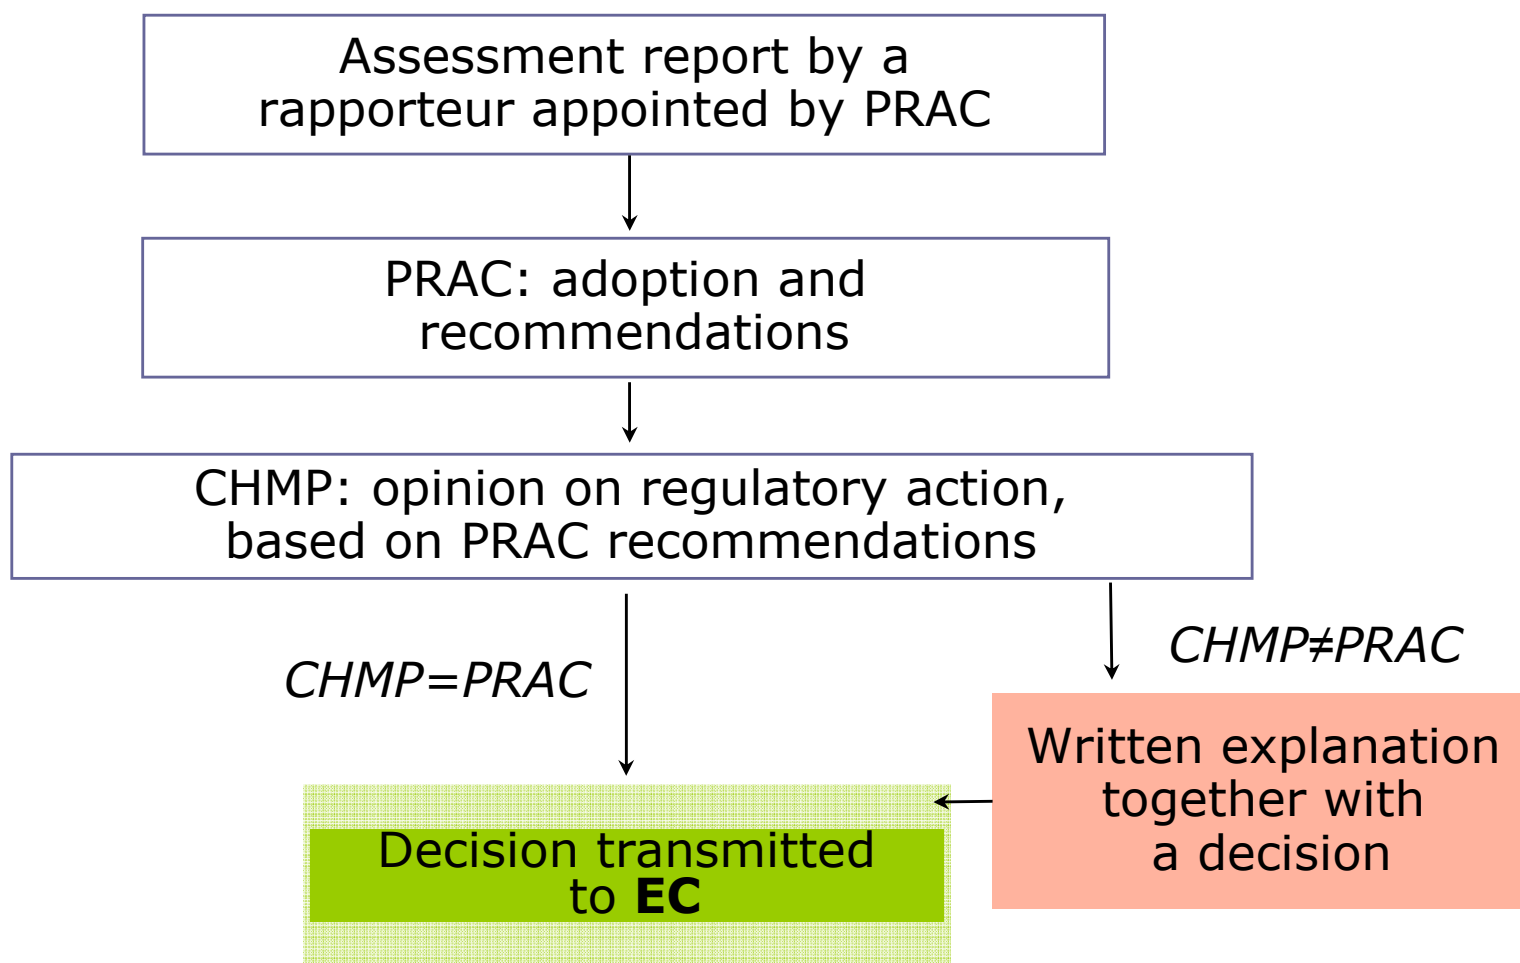 Assessment report by a
rapporteur appointed by PRAC
PRAC: adoption and
recommendations
CHMP: opinion on regulatory action,
based on PRAC recommendations
CHMP=PRAC
CHMP≠PRAC
Written explanation
together with
a decision
Decision transmitted
to EC